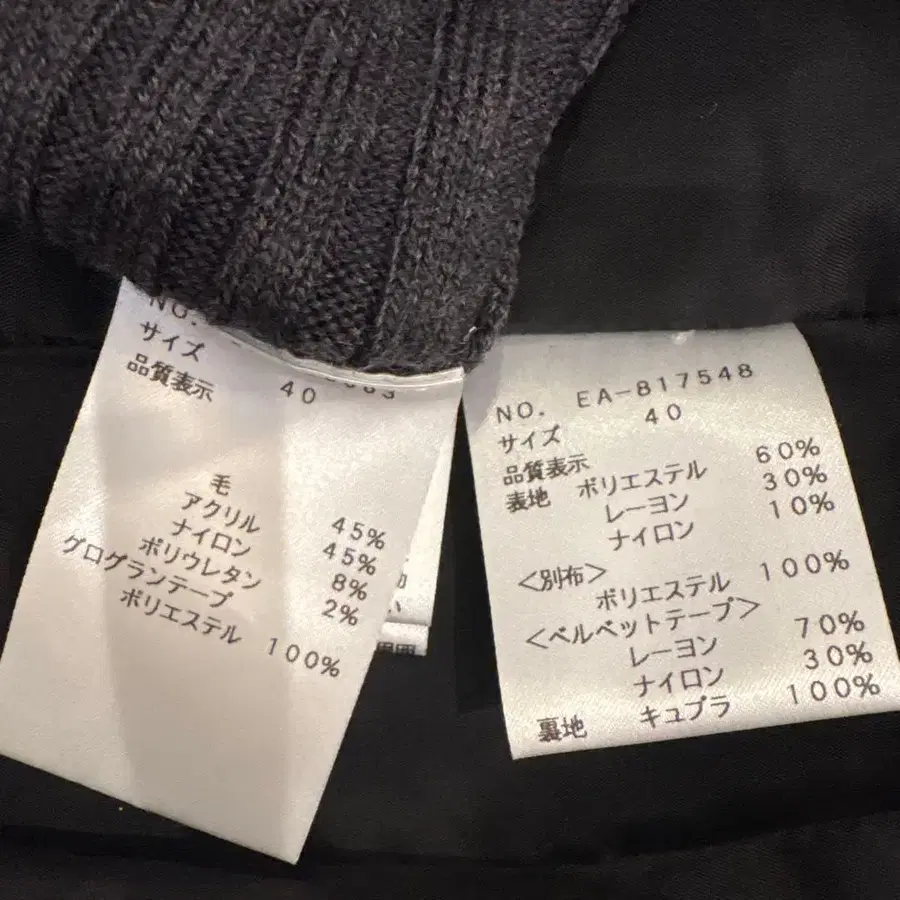 NO.
サイズ 40
品質表示
毛 45%
アクリル 45%
ナイロン 8%
ポリウレタン 2%
グログランテープ
ポリエステル 100%
NO. EA-817548
サイズ 40
品質表示
表地 ポリエステル 60%
レーヨン 30%
ナイロン 10%
<別布>
ポリエステル 100%
<ベルベットテープ>
レーヨン 70%
ナイロン 30%
裏地 キュプラ 100%